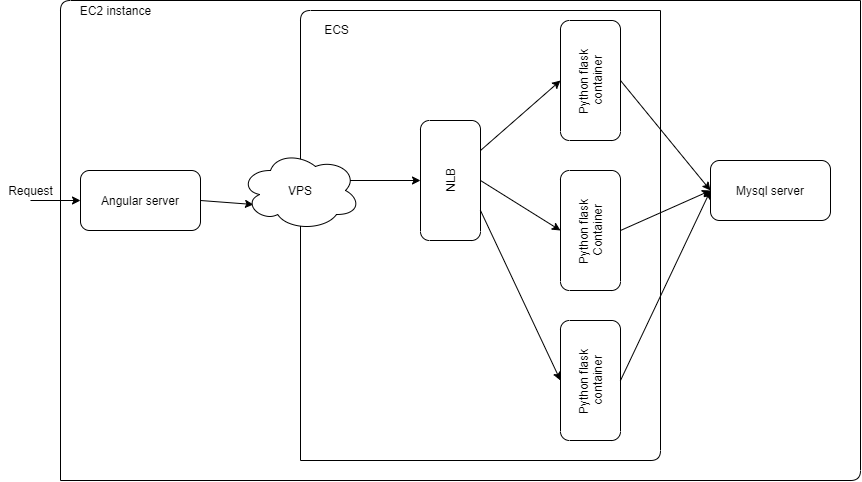 EC2 instance
ECS
Request
Angular server
VPS
NLB
Python flask
container
Python flask
Container
Python flask
container
Mysql server